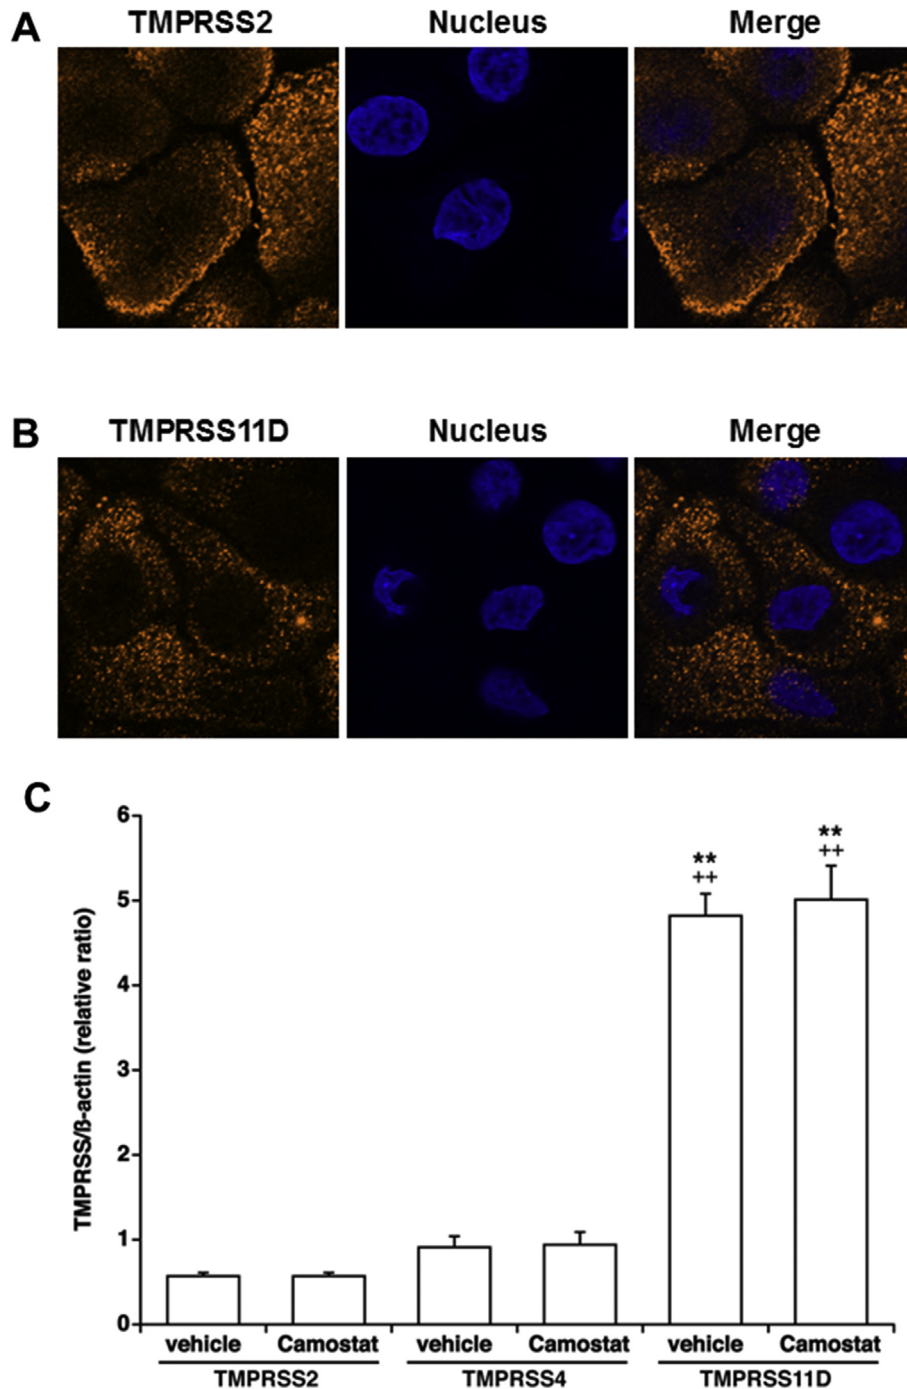 A
TMPRSS2 Nucleus Merge
B
TMPRSS11D Nucleus Merge
C
TMPRSS/ß-actin (relative ratio)
6
5
4
3
2
1
0
** **
++ ++
vehicle Camostat vehicle Camostat vehicle Camostat
TMPRSS2 TMPRSS4 TMPRSS11D